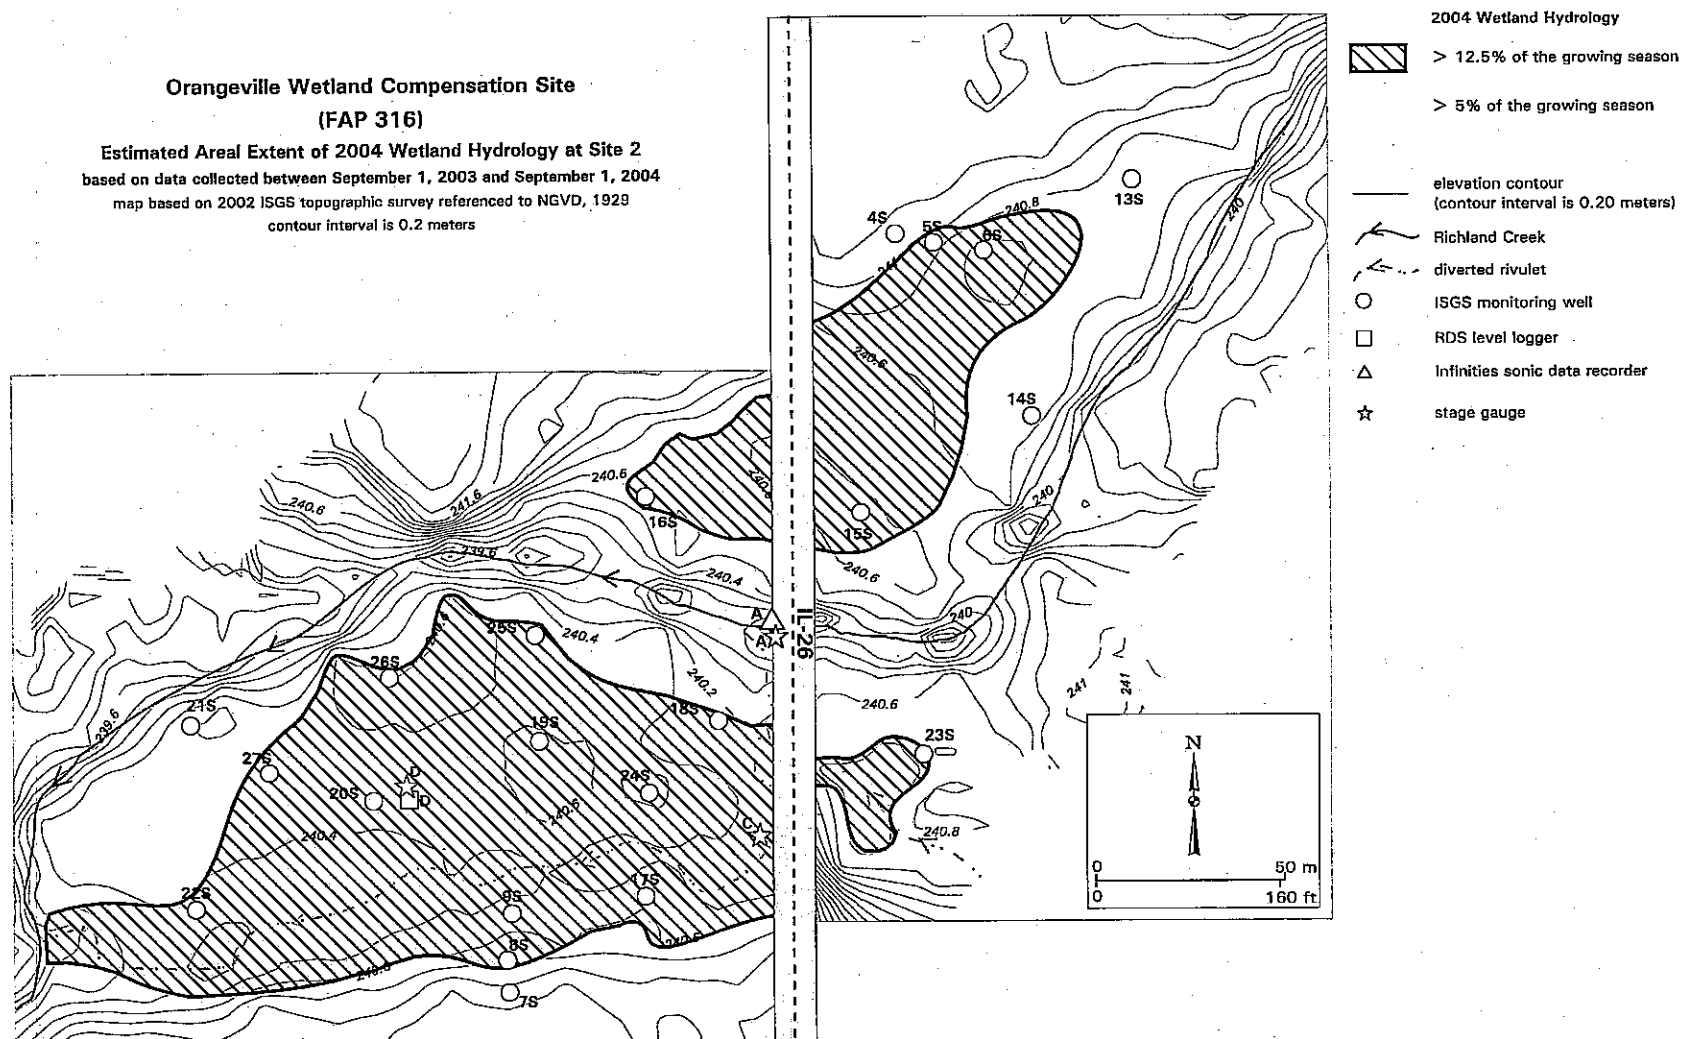 Orangeville Wetland Compensation Site
(FAP 316)
Estimated Areal Extent of 2004 Wetland Hydrology at Site 2
based on data collected between September 1, 2003 and September 1, 2004
map based on 2002 ISGS topographic survey referenced to NGVD, 1929
contour interval is 0.2 meters
2004 Wetland Hydrology
> 12.5% of the growing season
> 5% of the growing season
elevation contour
(contour interval is 0.20 meters)
Richland Creek
diverted rivulet
ISGS monitoring well
RDS level logger
Infinities sonic data recorder
stage gauge
13S
240.8
240
4S
5S
6S
241
240.6
14S
240.6
241.6
240.6
16S
15S
240
239.6
240.4
240.6
A
A
IL-26
240
25S
240.4
26S
240.2
241
241
21S
239.6
18S
240.6
19S
23S
27S
D
D
20S
24S
240.6
C
240.4
240.8
22S
9S
17S
8S
7S
N
0
50 m
0
160 ft